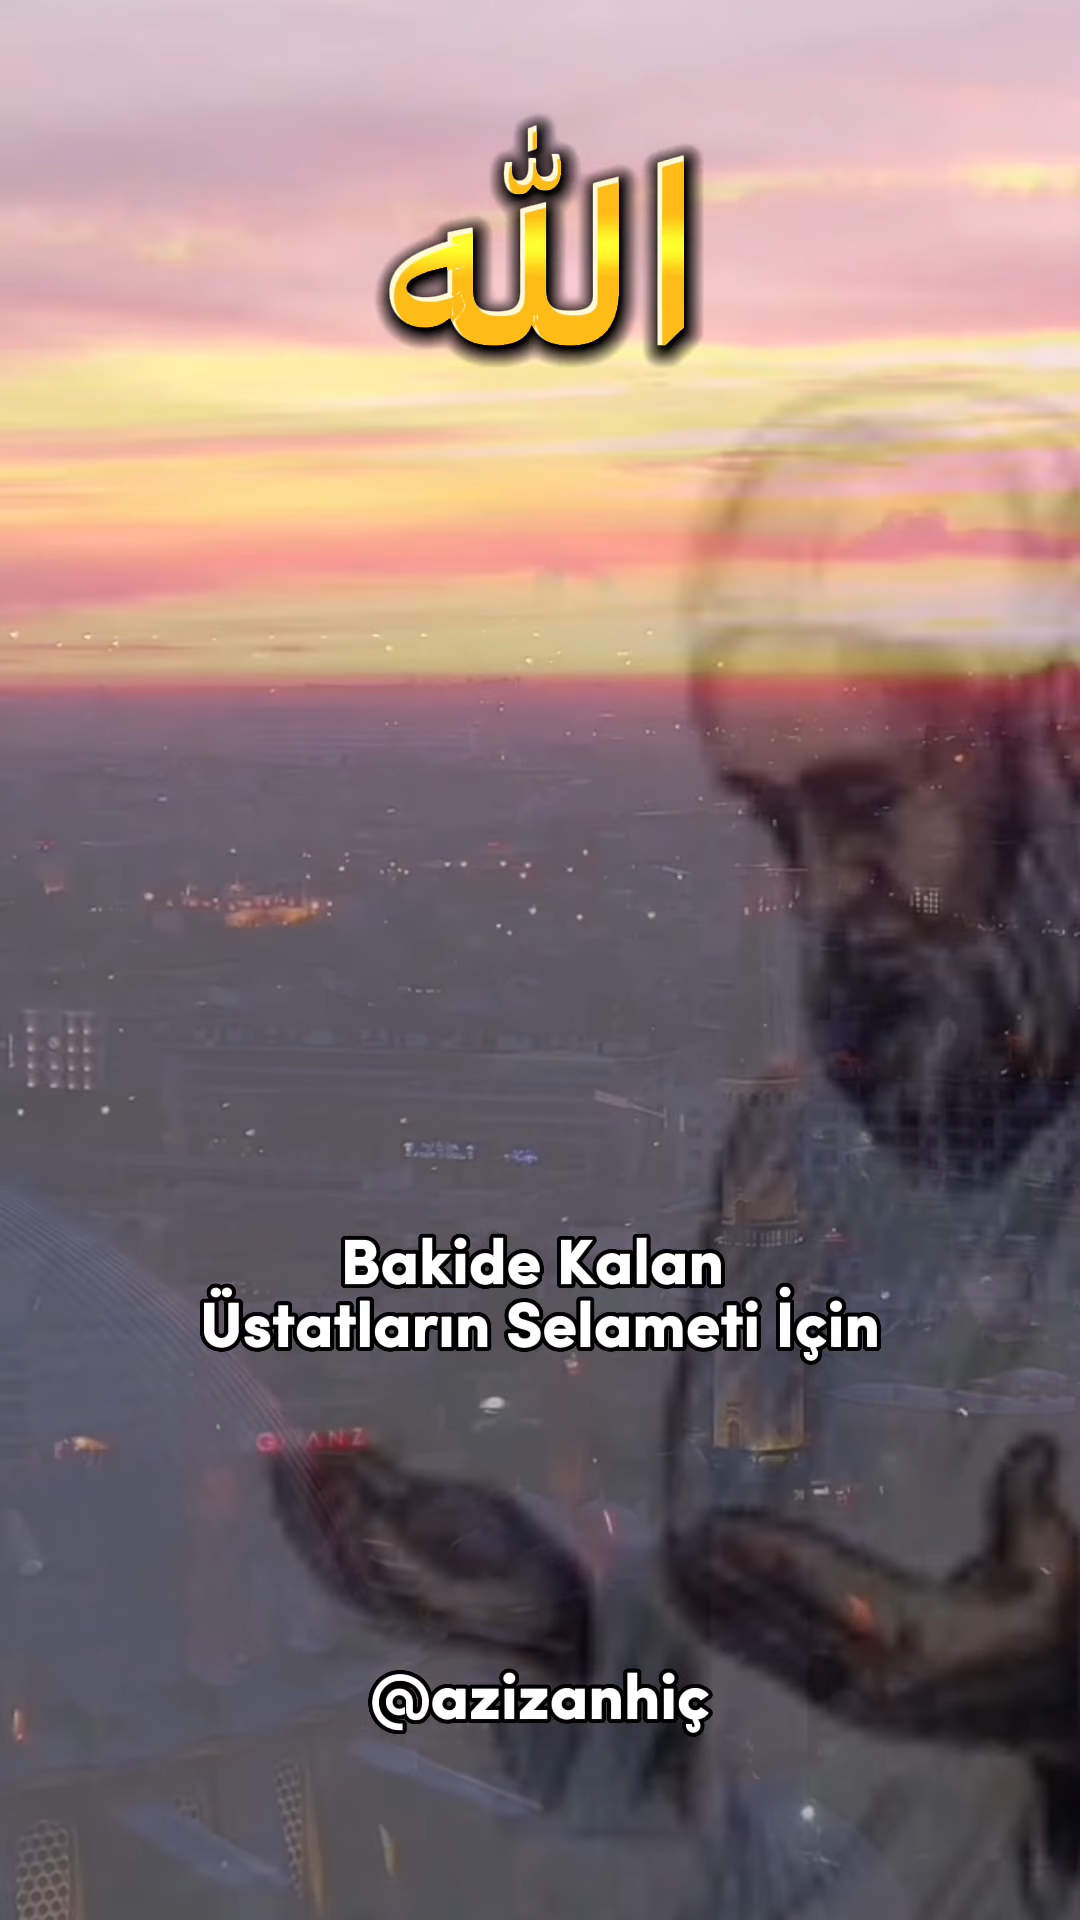 الله
Bakide Kalan
Üstatların Selameti İçin
@azizanhiç